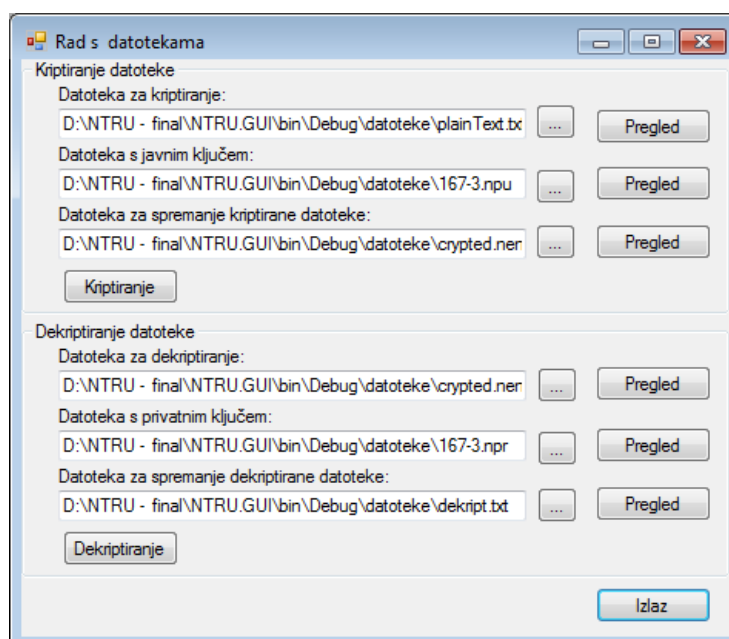 Rad s datotekama
Kriptiranje datoteke
Datoteka za kriptiranje:
D:\NTRU - final\NTRU.GUI\bin\Debug\datoteke\plainText.tx ... Pregled
Datoteka s javnim ključem:
D:\NTRU - final\NTRU.GUI\bin\Debug\datoteke\167-3.npu ... Pregled
Datoteka za spremanje kriptirane datoteke:
D:\NTRU - final\NTRU.GUI\bin\Debug\datoteke\crypted.ner ... Pregled
Kriptiranje
Dekriptiranje datoteke
Datoteka za dekriptiranje:
D:\NTRU - final\NTRU.GUI\bin\Debug\datoteke\crypted.ner ... Pregled
Datoteka s privatnim ključem:
D:\NTRU - final\NTRU.GUI\bin\Debug\datoteke\167-3.npr ... Pregled
Datoteka za spremanje dekriptirane datoteke:
D:\NTRU - final\NTRU.GUI\bin\Debug\datoteke\dekript.txt ... Pregled
Dekriptiranje
Izlaz